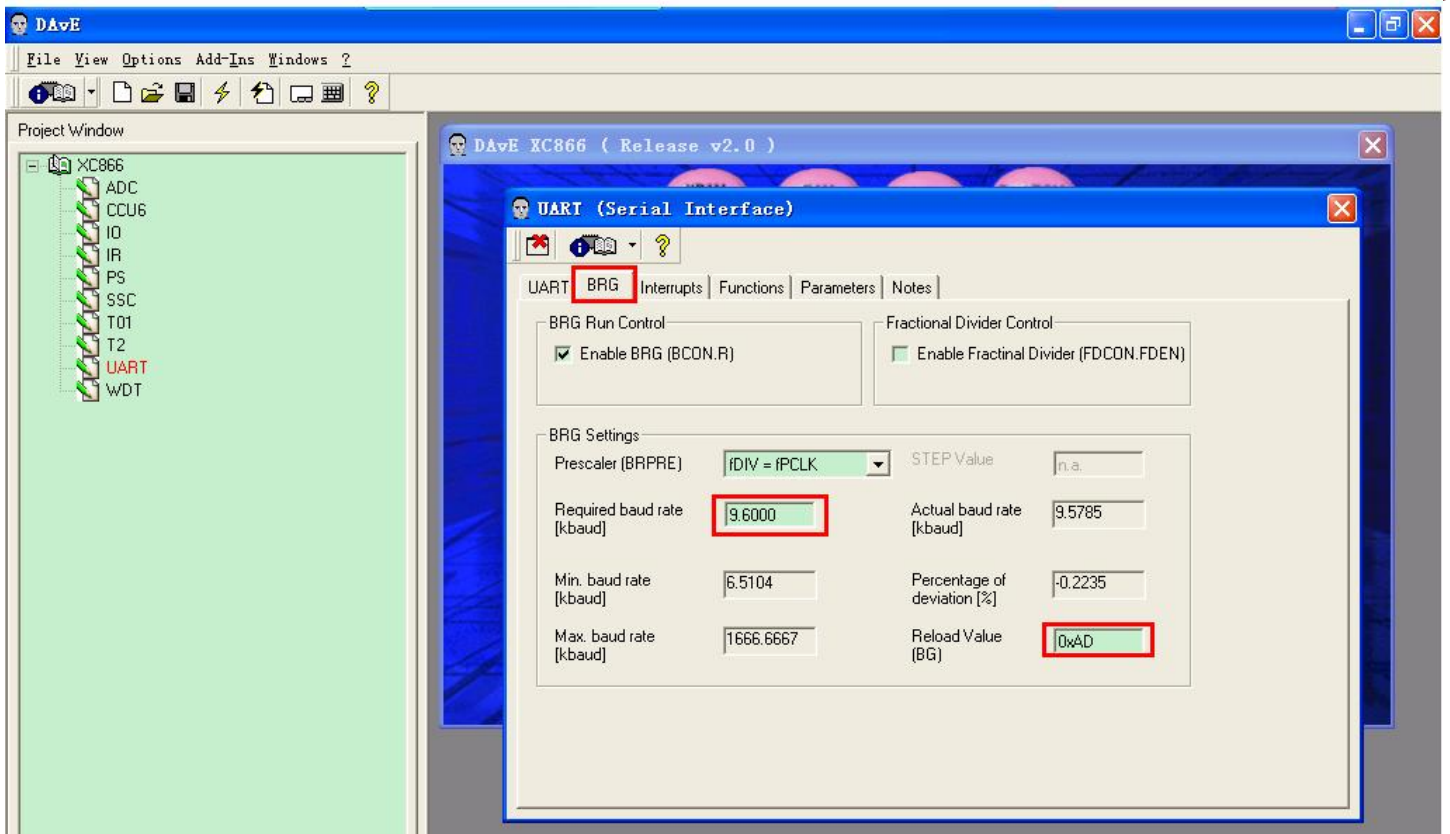 DAvE
File View Options Add-Ins Windows ?
Project Window
XC866
ADC
CCU6
IO
IR
PS
SSC
T01
T2
UART
WDT
DAvE XC866 ( Release v2.0 )
UART (Serial Interface)
UART BRG Interrupts Functions Parameters Notes
BRG Run Control
Enable BRG (BCON.R)
Fractional Divider Control
Enable Fractinal Divider (FDCON.FDEN)
BRG Settings
Prescaler (BRPRE) fDIV = fPCLK STEP Value n.a.
Required baud rate
[kbaud]
9.6000
Actual baud rate
[kbaud]
9.5785
Min. baud rate
[kbaud]
6.5104
Percentage of
deviation [%]
-0.2235
Max. baud rate
[kbaud]
1666.6667
Reload Value
(BG)
0xAD